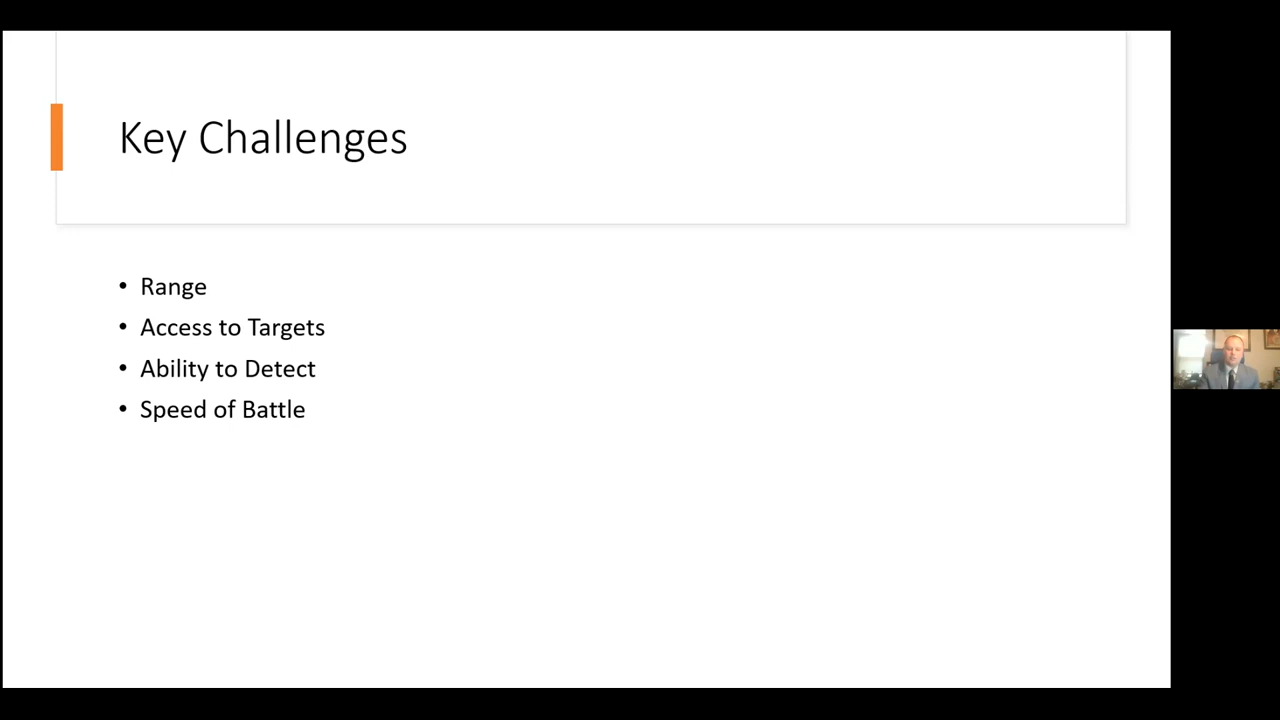 Key Challenges
• Range
• Access to Targets
• Ability to Detect
• Speed of Battle